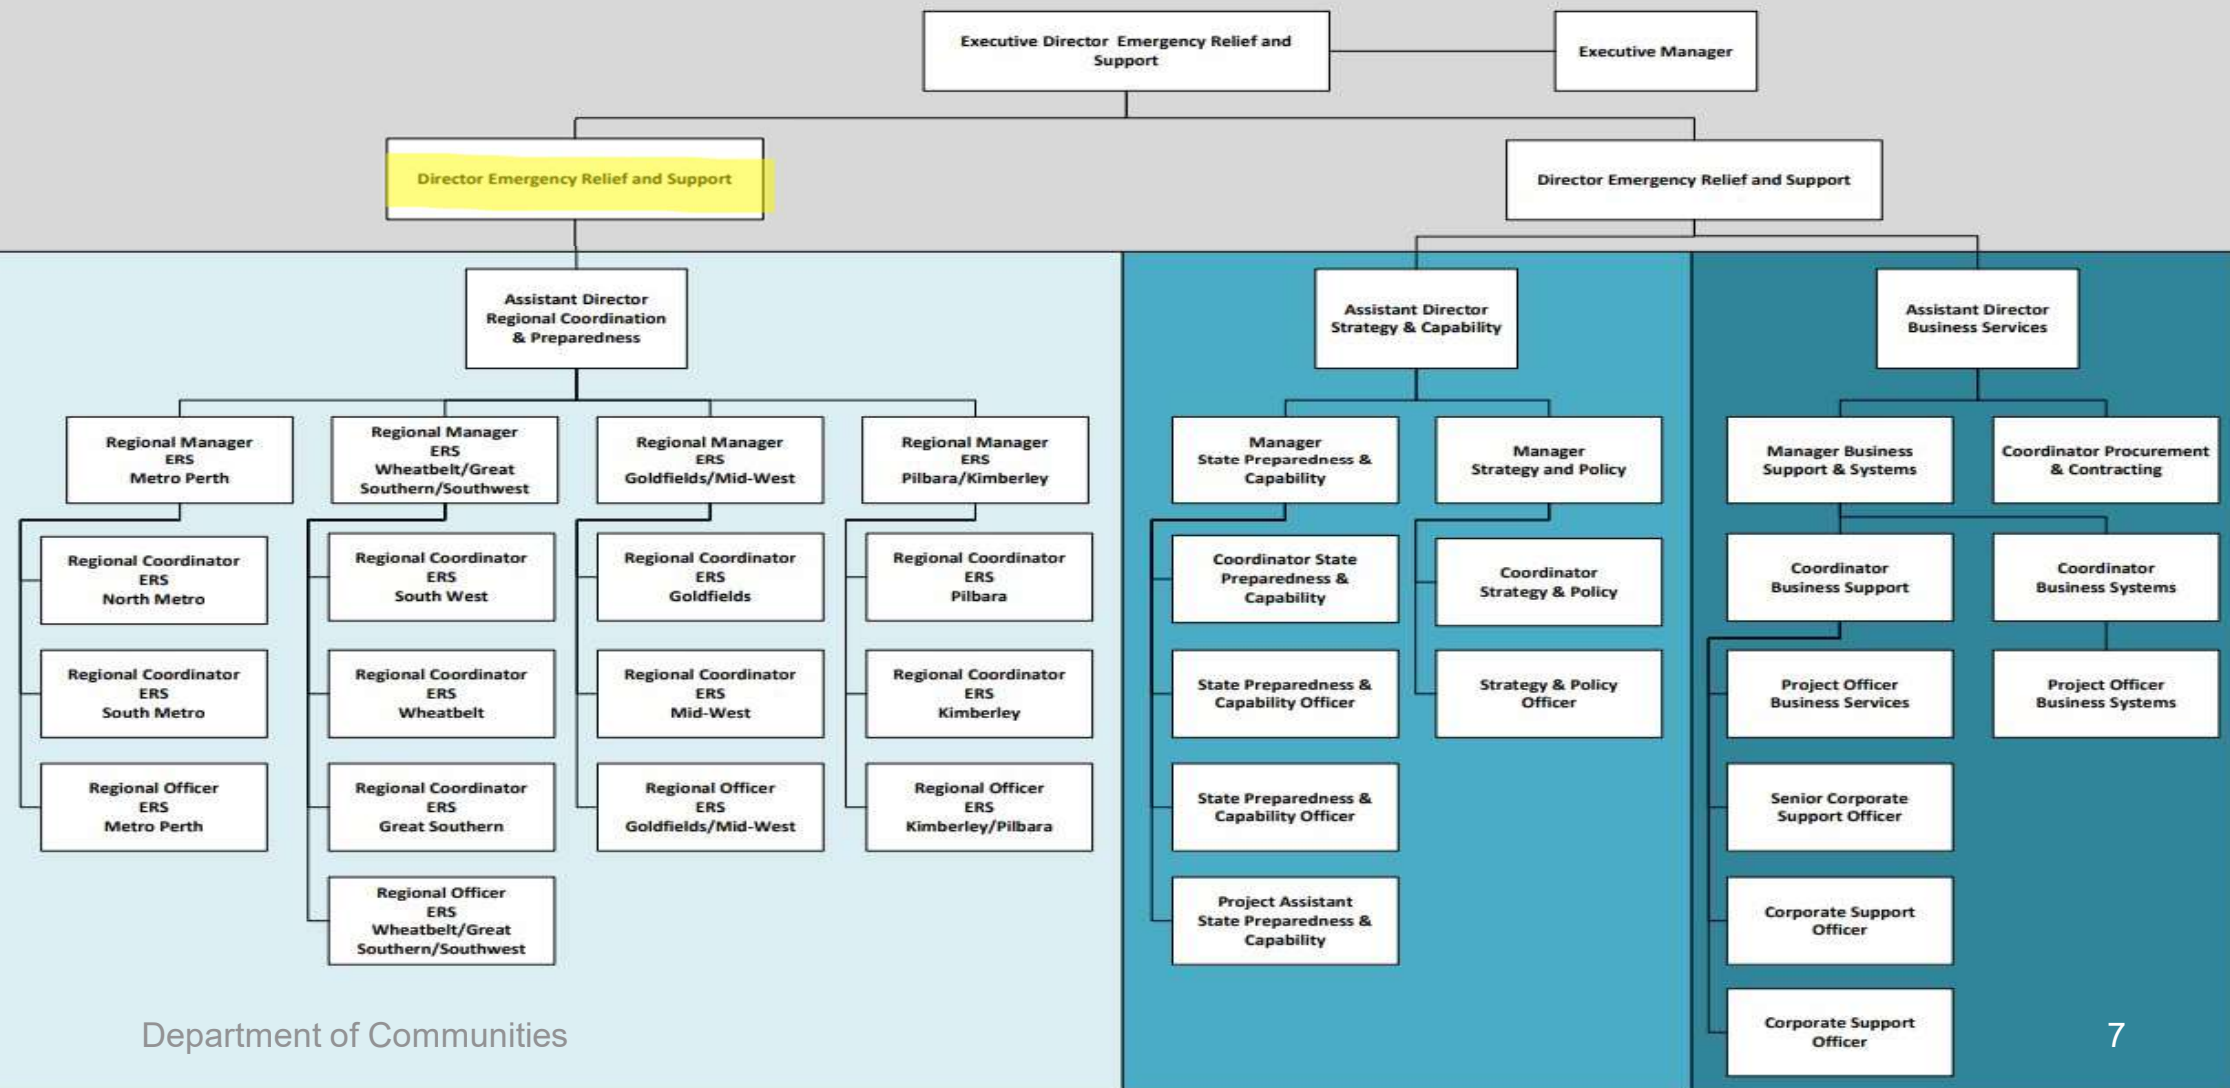 Executive Director  Emergency Relief and
Support
Executive Manager
Director Emergency Relief and Support
Director Emergency Relief and Support
Assistant Director
Regional Coordination
& Preparedness
Assistant Director
Strategy & Capability
Assistant Director
Business Services
Regional Manager
ERS
Metro Perth
Regional Manager
ERS
Wheatbelt/Great
Southern/Southwest
Regional Manager
ERS
Goldfields/Mid-West
Regional Manager
ERS
Pilbara/Kimberley
Manager
State Preparedness &
Capability
Manager
Strategy and Policy
Manager Business
Support & Systems
Coordinator Procurement
& Contracting
Regional Coordinator
ERS
North Metro
Regional Coordinator
ERS
South West
Regional Coordinator
ERS
Goldfields
Regional Coordinator
ERS
Pilbara
Coordinator State
Preparedness &
Capability
Coordinator
Strategy & Policy
Coordinator
Business Support
Coordinator
Business Systems
Regional Coordinator
ERS
South Metro
Regional Coordinator
ERS
Wheatbelt
Regional Coordinator
ERS
Mid-West
Regional Coordinator
ERS
Kimberley
State Preparedness &
Capability Officer
Strategy & Policy
Officer
Project Officer
Business Services
Project Officer
Business Systems
Regional Officer
ERS
Metro Perth
Regional Coordinator
ERS
Great Southern
Regional Officer
ERS
Goldfields/Mid-West
Regional Officer
ERS
Kimberley/Pilbara
State Preparedness &
Capability Officer
Senior Corporate
Support Officer
Regional Officer
ERS
Wheatbelt/Great
Southern/Southwest
Project Assistant
State Preparedness &
Capability
Corporate Support
Officer
Corporate Support
Officer
Department of Communities
7